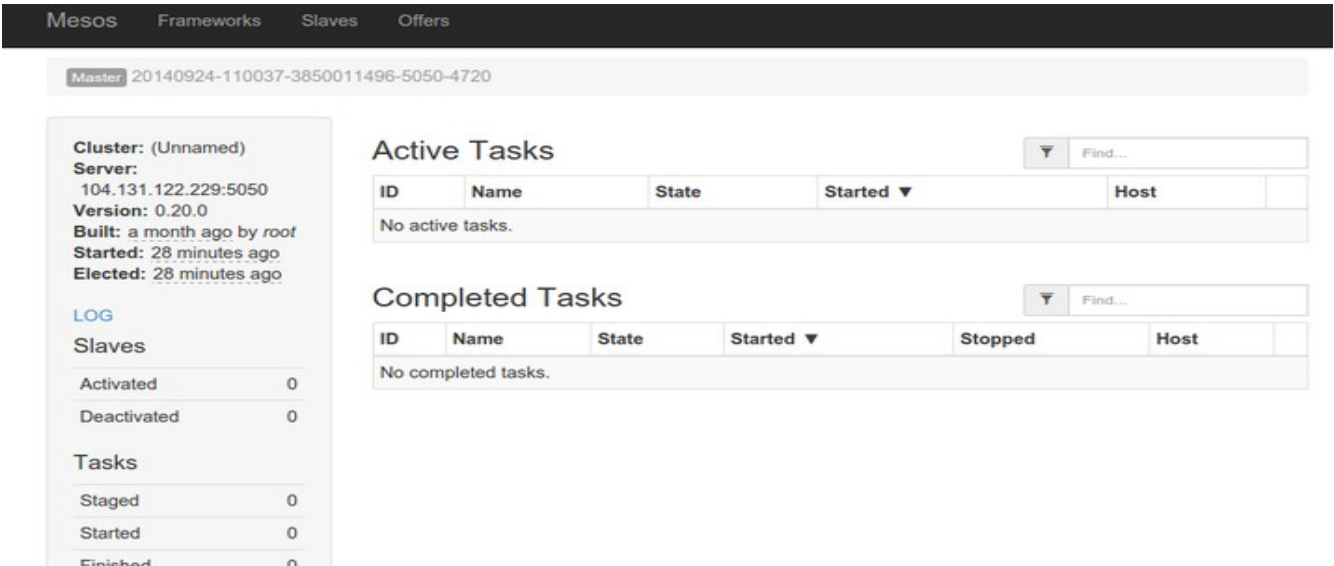 Mesos Frameworks Slaves Offers
Master 20140924-110037-3850011496-5050-4720
Cluster: (Unnamed)
Server:
104.131.122.229:5050
Version: 0.20.0
Built: a month ago by root
Started: 28 minutes ago
Elected: 28 minutes ago
LOG
Slaves
Activated 0
Deactivated 0
Tasks
Staged 0
Started 0
Finished 0
Active Tasks
Find...
ID Name State Started ▼ Host
No active tasks.
Completed Tasks
Find...
ID Name State Started ▼ Stopped Host
No completed tasks.